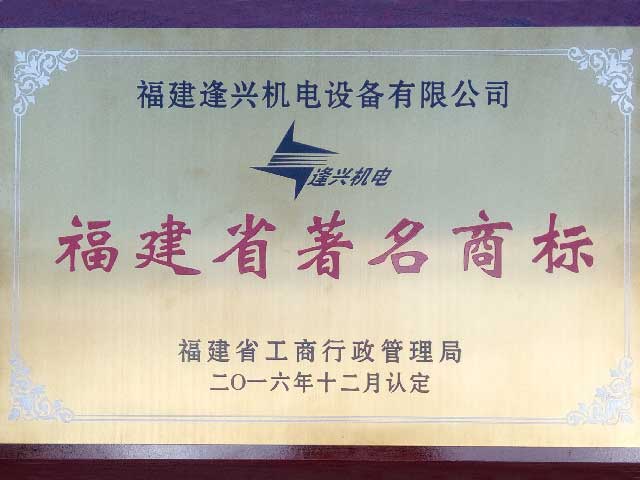 福建逢兴机电设备有限公司
逢兴机电
福建省著名商标
福建省工商行政管理局
二〇一六年十二月认定